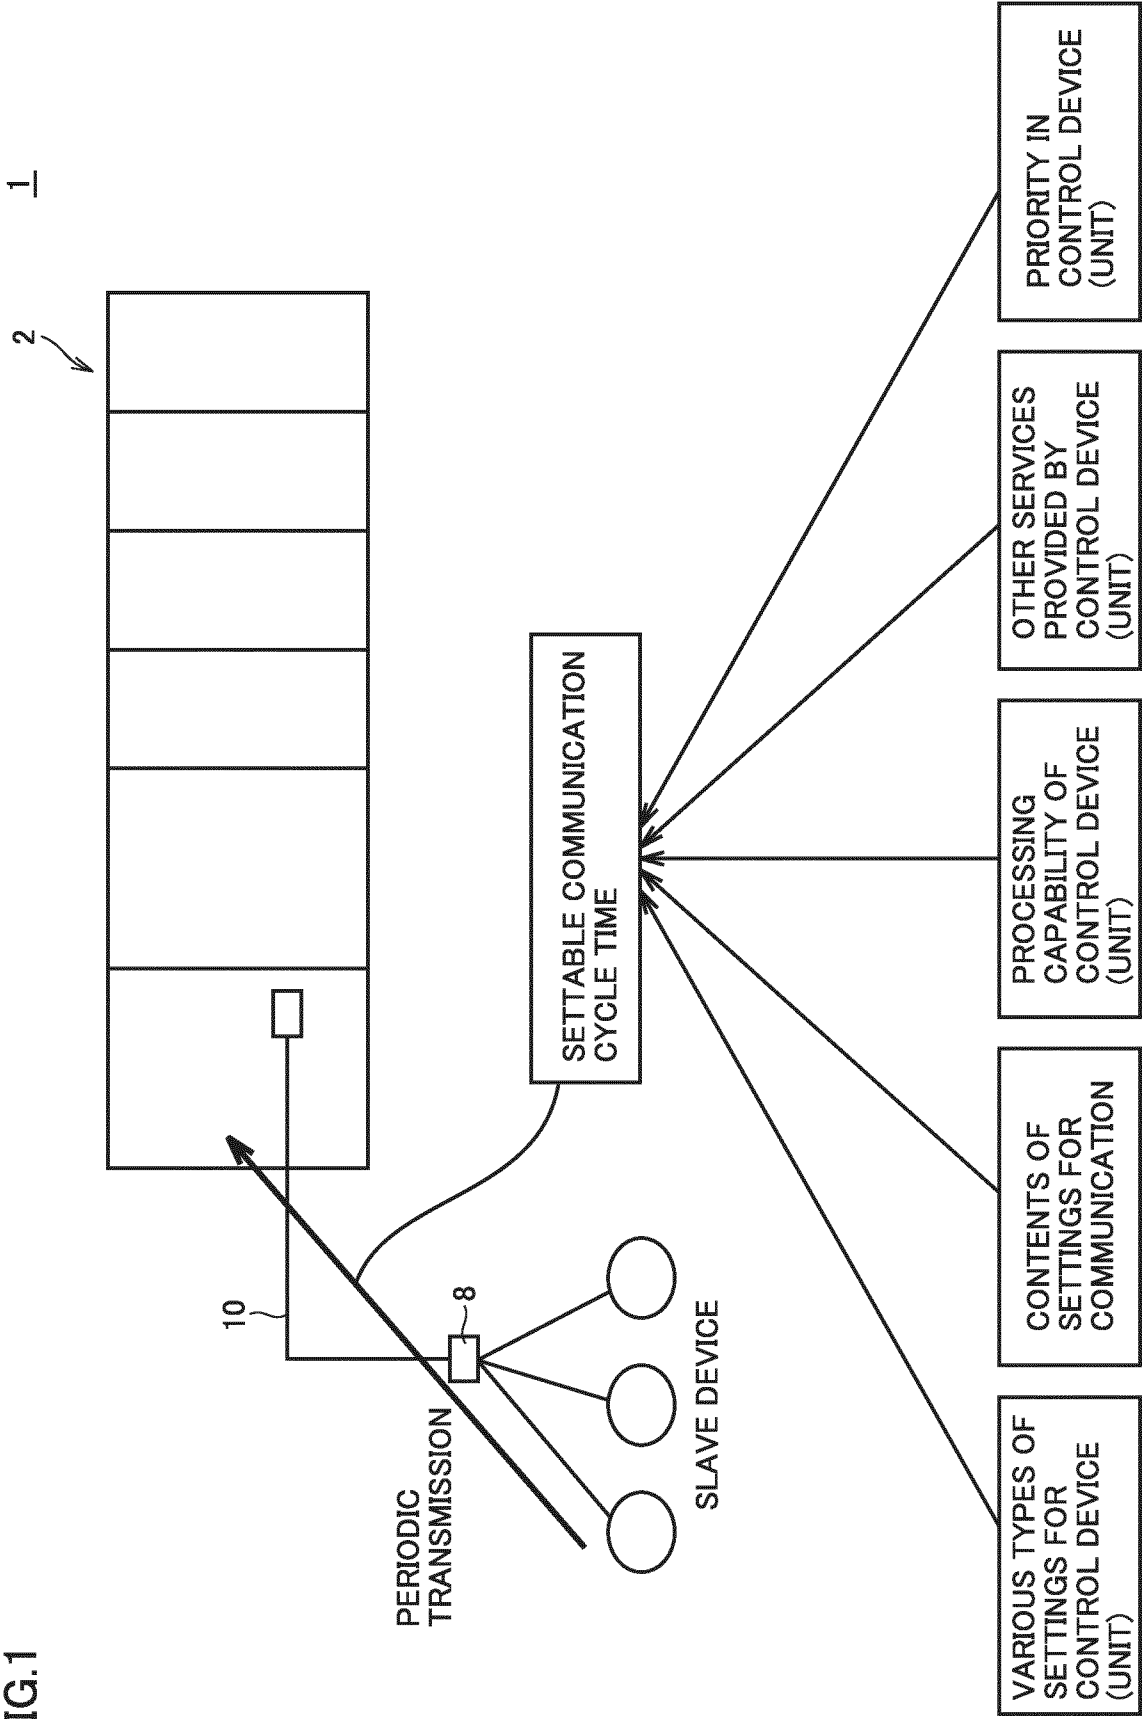 IG.1
1
2
10
8
PERIODIC
TRANSMISSION
SLAVE DEVICE
SETTABLE COMMUNICATION
CYCLE TIME
VARIOUS TYPES OF
SETTINGS FOR
CONTROL DEVICE
(UNIT)
CONTENTS OF
SETTINGS FOR
COMMUNICATION
PROCESSING
CAPABILITY OF
CONTROL DEVICE
(UNIT)
OTHER SERVICES
PROVIDED BY
CONTROL DEVICE
(UNIT)
PRIORITY IN
CONTROL DEVICE
(UNIT)